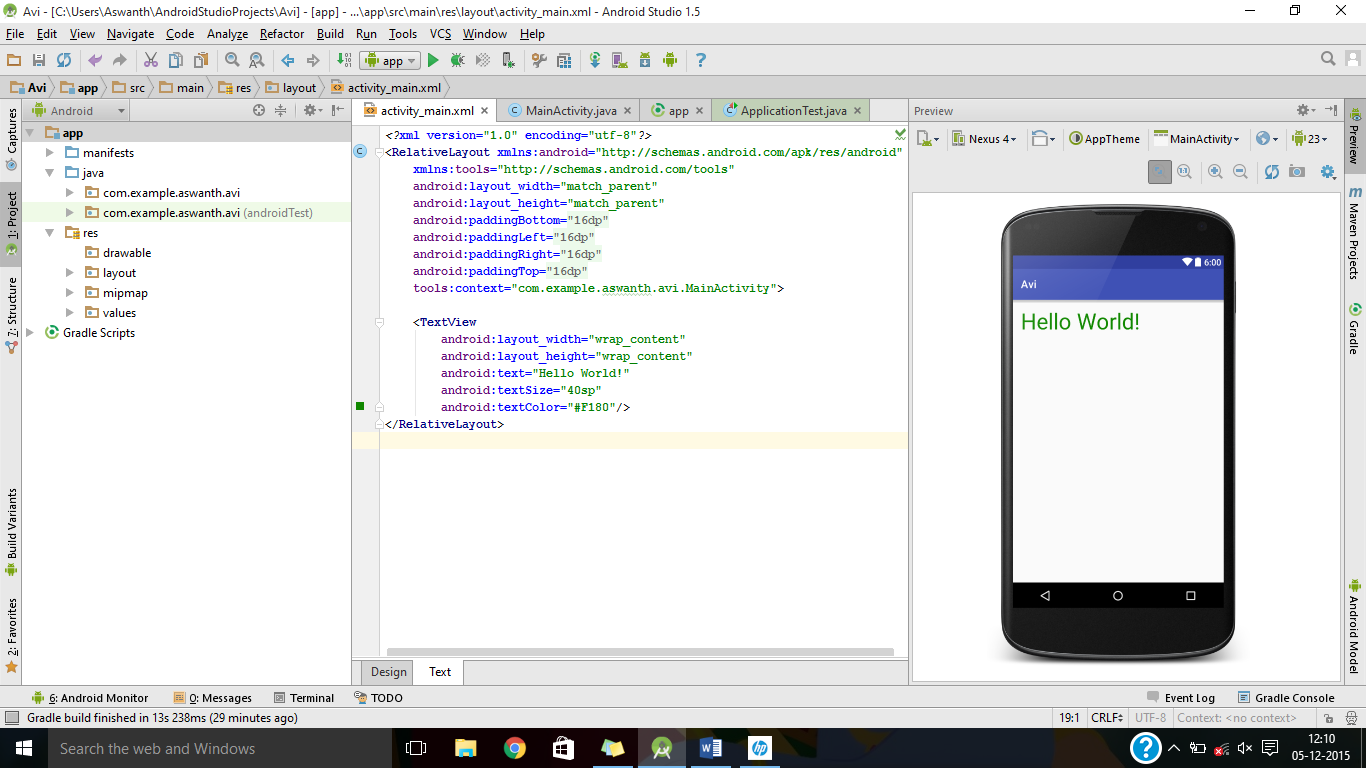 Avi - [C:\Users\Aswanth\AndroidStudioProjects\Avi] - [app] - ...\app\src\main\res\layout\activity_main.xml - Android Studio 1.5
File Edit View Navigate Code Analyze Refactor Build Run Tools VCS Window Help
app
Avi app src main res layout activity_main.xml
Android
activity_main.xml MainActivity.java app ApplicationTest.java
Preview
Captures
1: Project
7: Structure
Build Variants
2: Favorites
app
manifests
java
com.example.aswanth.avi
com.example.aswanth.avi (androidTest)
res
drawable
layout
mipmap
values
Gradle Scripts
<?xml version="1.0" encoding="utf-8"?>
<RelativeLayout xmlns:android="http://schemas.android.com/apk/res/android"
xmlns:tools="http://schemas.android.com/tools"
android:layout_width="match_parent"
android:layout_height="match_parent"
android:paddingBottom="16dp"
android:paddingLeft="16dp"
android:paddingRight="16dp"
android:paddingTop="16dp"
tools:context="com.example.aswanth.avi.MainActivity">
<TextView
android:layout_width="wrap_content"
android:layout_height="wrap_content"
android:text="Hello World!"
android:textSize="40sp"
android:textColor="#F180"/>
</RelativeLayout>
Design Text
Nexus 4 AppTheme MainActivity 23
6:00
Avi
Hello World!
Preview
Maven Projects
Gradle
Android Model
6: Android Monitor 0: Messages Terminal TODO Event Log Gradle Console
Gradle build finished in 13s 238ms (29 minutes ago) 19:1 CRLF UTF-8 Context: <no context>
Search the web and Windows
12:10
05-12-2015